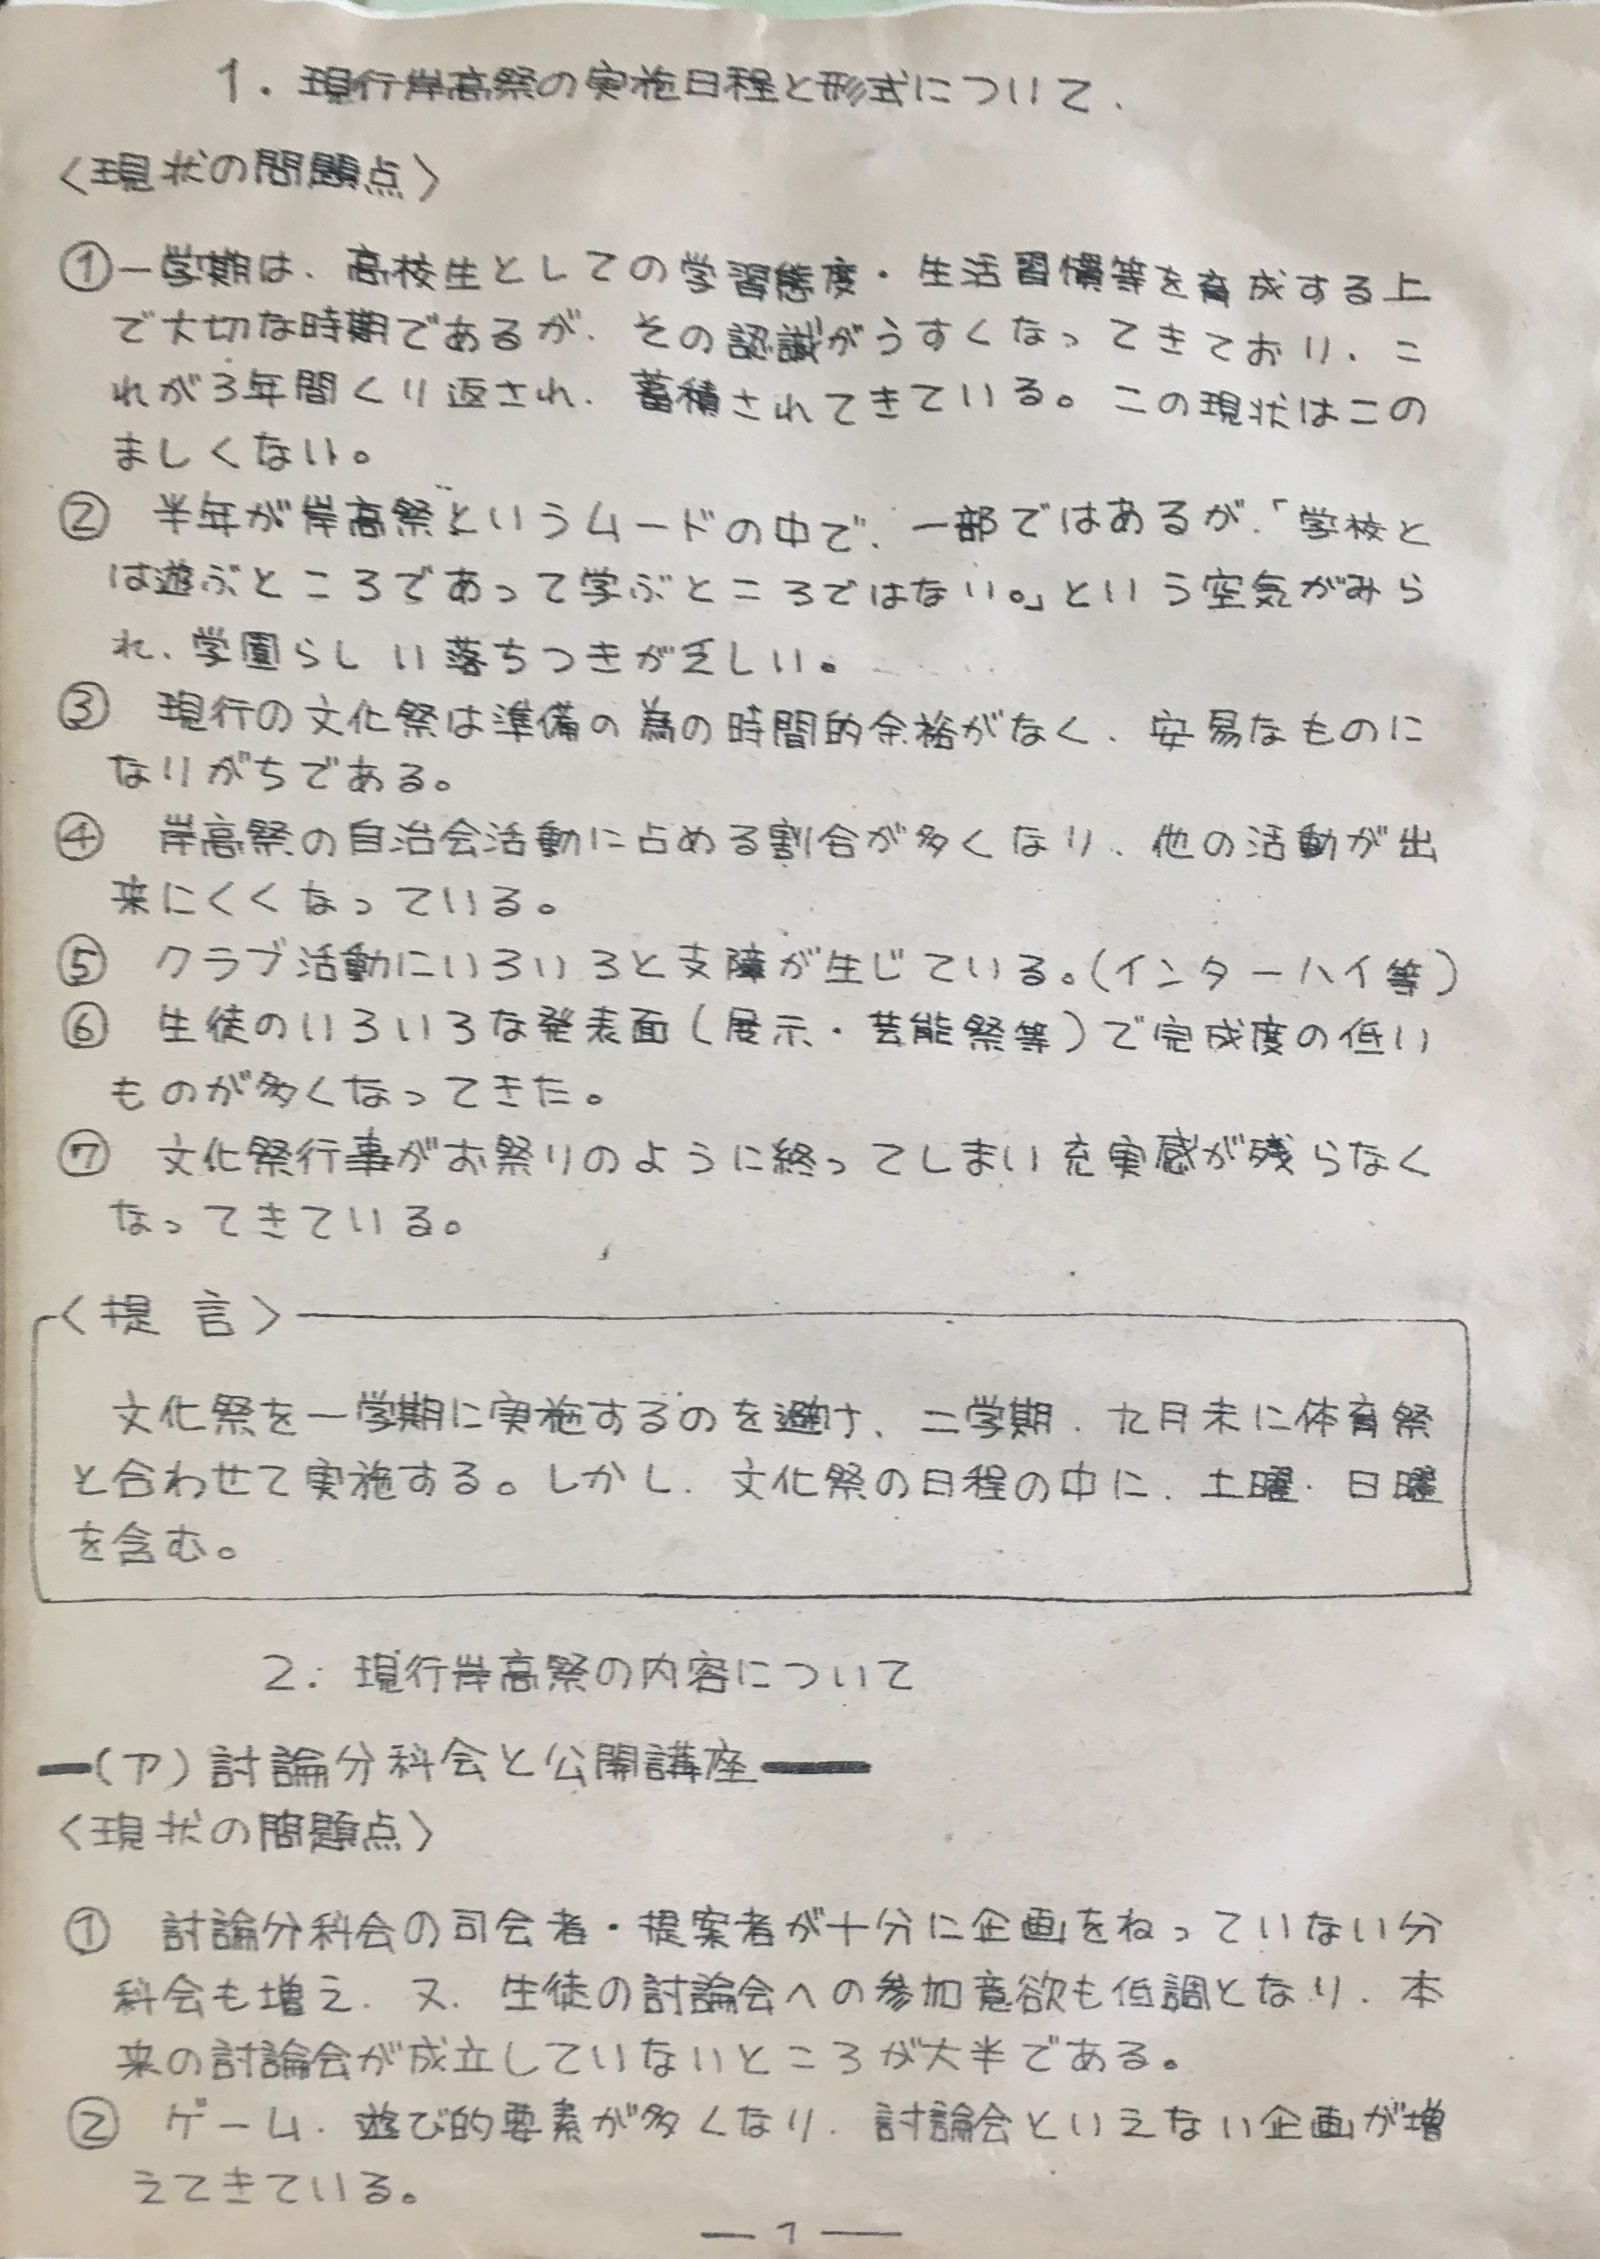 1. 現行岸高祭の実施日程と形式について.
〈現状の問題点〉
①一学期は、高校生としての学習態度・生活習慣等を育成する上
で大切な時期であるが、その認識がうすくなってきており、こ
れが3年間くり返され、蓄積されてきている。この現状はこの
ましくない。
② 半年が岸高祭というムードの中で、一部ではあるが、「学校と
は遊ぶところであって学ぶところではない。」という空気がみら
れ、学園らしい落ちつきが乏しい。
③ 現行の文化祭は準備の為の時間的余裕がなく、安易なものに
なりがちである。
④ 岸高祭の自治会活動に占める割合が多くなり、他の活動が出
来にくくなっている。
⑤ クラブ活動にいろいろと支障が生じている。(インターハイ等)
⑥ 生徒のいろいろな発表面(展示・芸能祭等)で完成度の低い
ものが多くなってきた。
⑦ 文化祭行事がお祭りのように終ってしまい充実感が残らなく
なってきている。
〈提 言〉
文化祭を一学期に実施するのを避け、二学期、九月末に体育祭
と合わせて実施する。しかし、文化祭の日程の中に、土曜・日曜
を含む。
2. 現行岸高祭の内容について
(ア)討論分科会と公開講座
〈現状の問題点〉
① 討論分科会の司会者・提案者が十分に企画をねっていない分
科会も増え、又、生徒の討論会への参加意欲も低調となり、本
来の討論会が成立していないところが大半である。
② ゲーム、遊び的要素が多くなり、討論会といえない企画が増
えてきている。
— 1 —